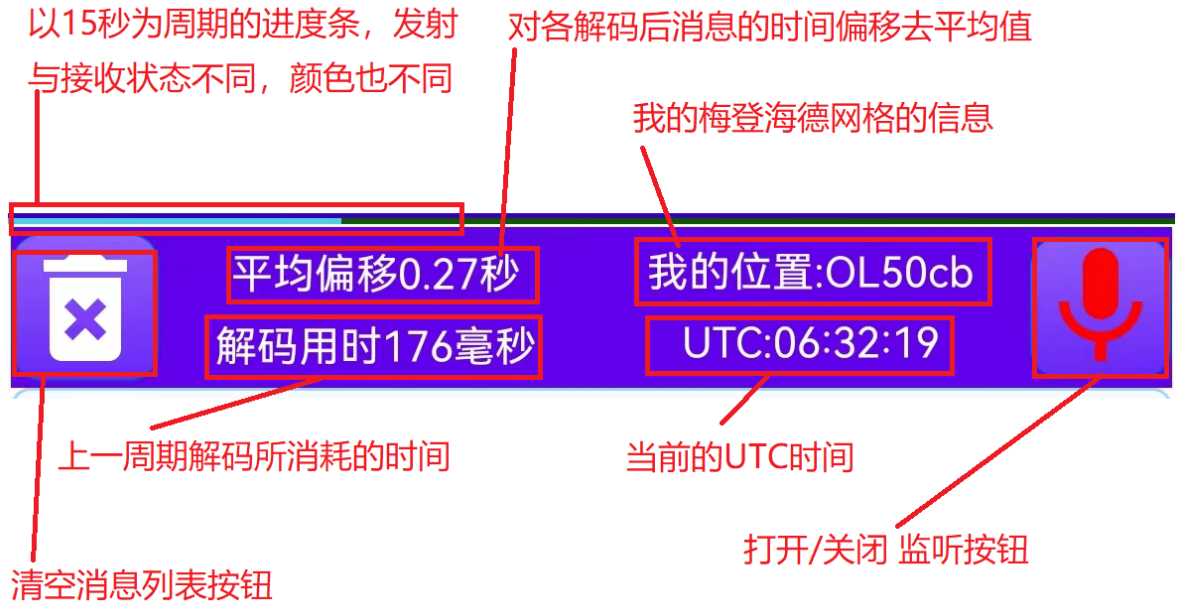 以15秒为周期的进度条，发射
与接收状态不同，颜色也不同
对各解码后消息的时间偏移去平均值
我的梅登海德网格的信息
平均偏移0.27秒
我的位置:OL50cb
解码用时176毫秒
UTC:06:32:19
上一周期解码所消耗的时间
当前的UTC时间
打开/关闭 监听按钮
清空消息列表按钮